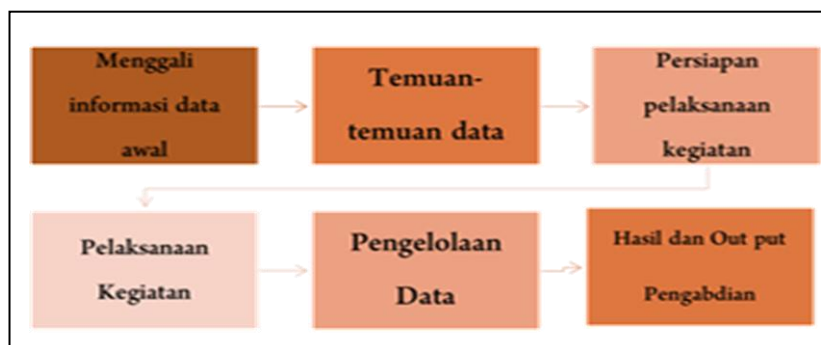 Menggali
informasi data
awal
Temuan-
temuan data
Persiapan
pelaksanaan
kegiatan
Pelaksanaan
Kegiatan
Pengelolaan
Data
Hasil dan Out put
Pengabdian